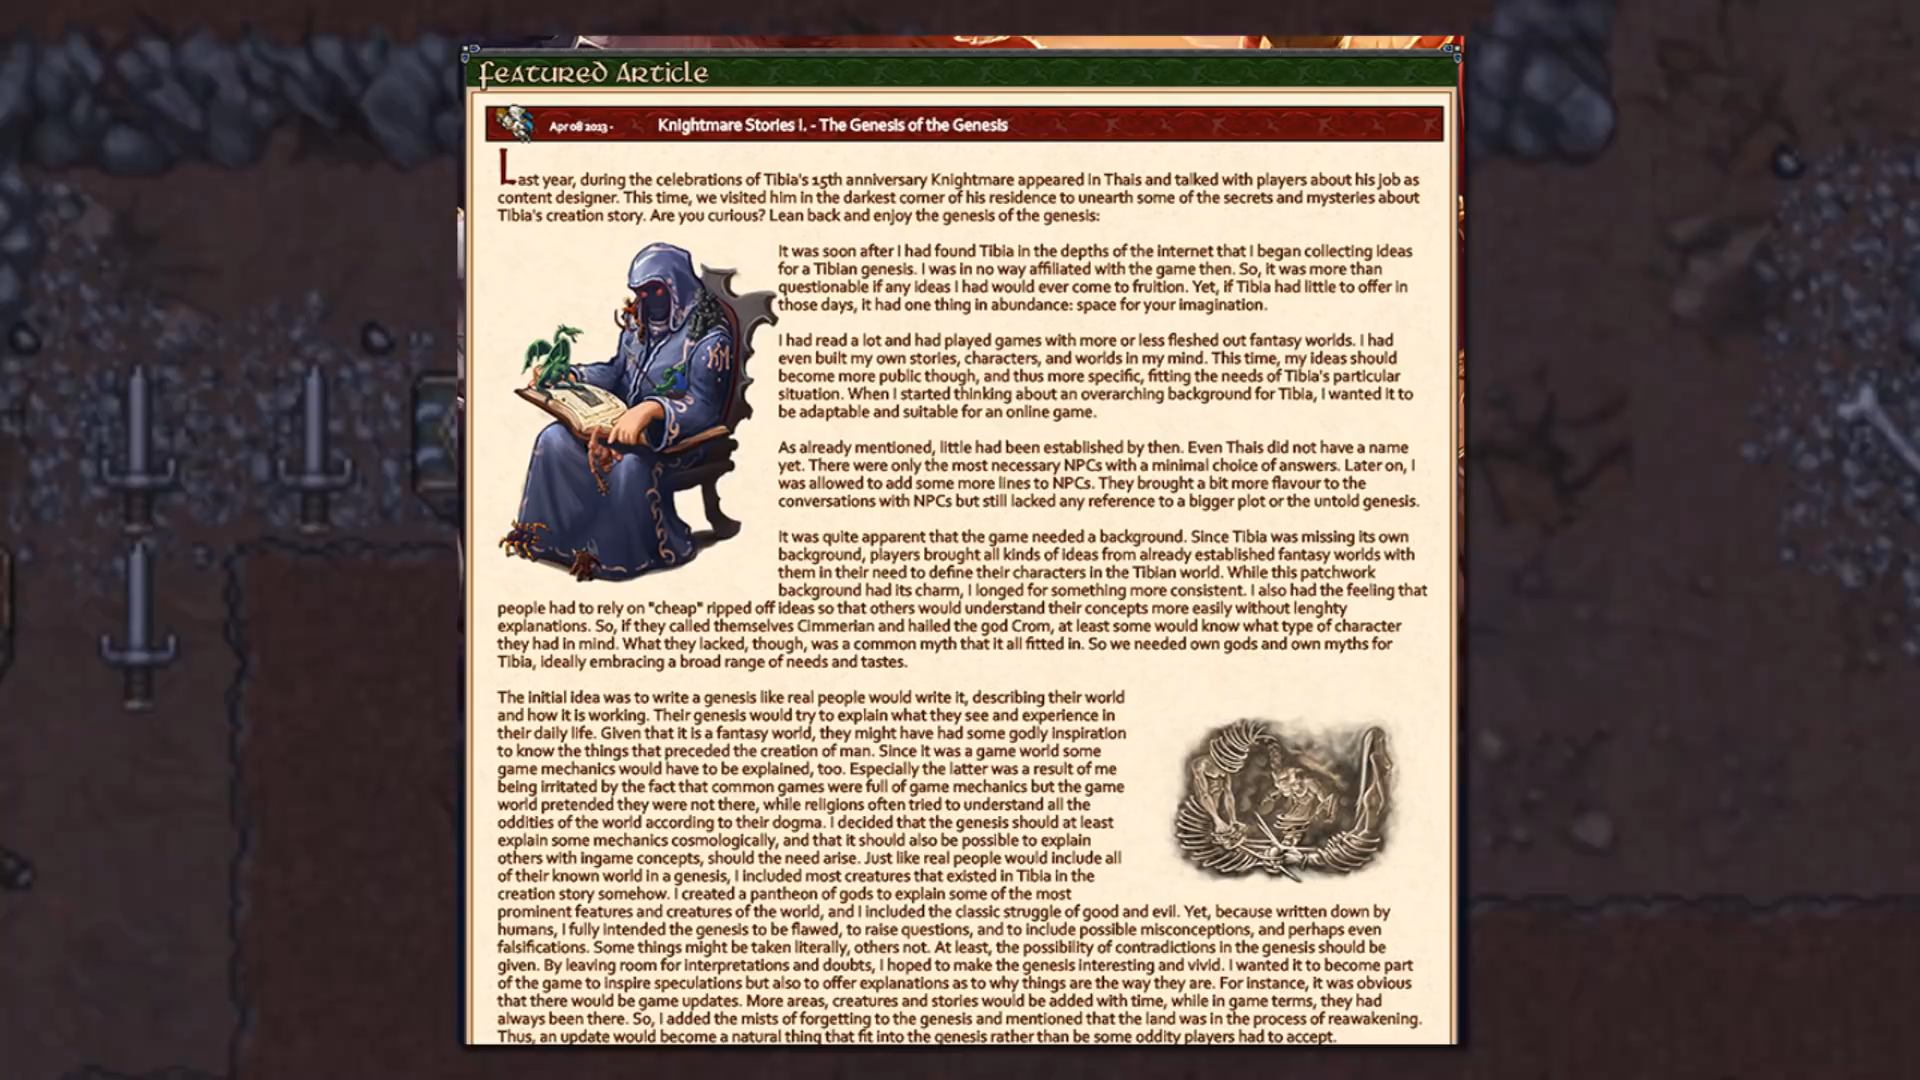 Featured Article
Apr 08 2013 - Knightmare Stories I. - The Genesis of the Genesis
Last year, during the celebrations of Tibia's 15th anniversary Knightmare appeared in Thais and talked with players about his job as
content designer. This time, we visited him in the darkest corner of his residence to unearth some of the secrets and mysteries about
Tibia's creation story. Are you curious? Lean back and enjoy the genesis of the genesis:
It was soon after I had found Tibia in the depths of the internet that I began collecting ideas
for a Tibian genesis. I was in no way affiliated with the game then. So, it was more than
questionable if any ideas I had would ever come to fruition. Yet, if Tibia had little to offer in
those days, it had one thing in abundance: space for your imagination.
I had read a lot and had played games with more or less fleshed out fantasy worlds. I had
even built my own stories, characters, and worlds in my mind. This time, my ideas should
become more public though, and thus more specific, fitting the needs of Tibia's particular
situation. When I started thinking about an overarching background for Tibia, I wanted it to
be adaptable and suitable for an online game.
As already mentioned, little had been established by then. Even Thais did not have a name
yet. There were only the most necessary NPCs with a minimal choice of answers. Later on, I
was allowed to add some more lines to NPCs. They brought a bit more flavour to the
conversations with NPCs but still lacked any reference to a bigger plot or the untold genesis.
It was quite apparent that the game needed a background. Since Tibia was missing its own
background, players brought all kinds of ideas from already established fantasy worlds with
them in their need to define their characters in the Tibian world. While this patchwork
background had its charm, I longed for something more consistent. I also had the feeling that
people had to rely on "cheap" ripped off ideas so that others would understand their concepts more easily without lenghty
explanations. So, if they called themselves Cimmerian and hailed the god Crom, at least some would know what type of character
they had in mind. What they lacked, though, was a common myth that it all fitted in. So we needed own gods and own myths for
Tibia, ideally embracing a broad range of needs and tastes.
The initial idea was to write a genesis like real people would write it, describing their world
and how it is working. Their genesis would try to explain what they see and experience in
their daily life. Given that it is a fantasy world, they might have had some godly inspiration
to know the things that preceded the creation of man. Since it was a game world some
game mechanics would have to be explained, too. Especially the latter was a result of me
being irritated by the fact that common games were full of game mechanics but the game
world pretended they were not there, while religions often tried to understand all the
oddities of the world according to their dogma. I decided that the genesis should at least
explain some mechanics cosmologically, and that it should also be possible to explain
others with ingame concepts, should the need arise. Just like real people would include all
of their known world in a genesis, I included most creatures that existed in Tibia in the
creation story somehow. I created a pantheon of gods to explain some of the most
prominent features and creatures of the world, and I included the classic struggle of good and evil. Yet, because written down by
humans, I fully intended the genesis to be flawed, to raise questions, and to include possible misconceptions, and perhaps even
falsifications. Some things might be taken literally, others not. At least, the possibility of contradictions in the genesis should be
given. By leaving room for interpretations and doubts, I hoped to make the genesis interesting and vivid. I wanted it to become part
of the game to inspire speculations but also to offer explanations as to why things are the way they are. For instance, it was obvious
that there would be game updates. More areas, creatures and stories would be added with time, while in game terms, they had
always been there. So, I added the mists of forgetting to the genesis and mentioned that the land was in the process of reawakening.
Thus, an update would become a natural thing that fit into the genesis rather than be some oddity players had to accept.